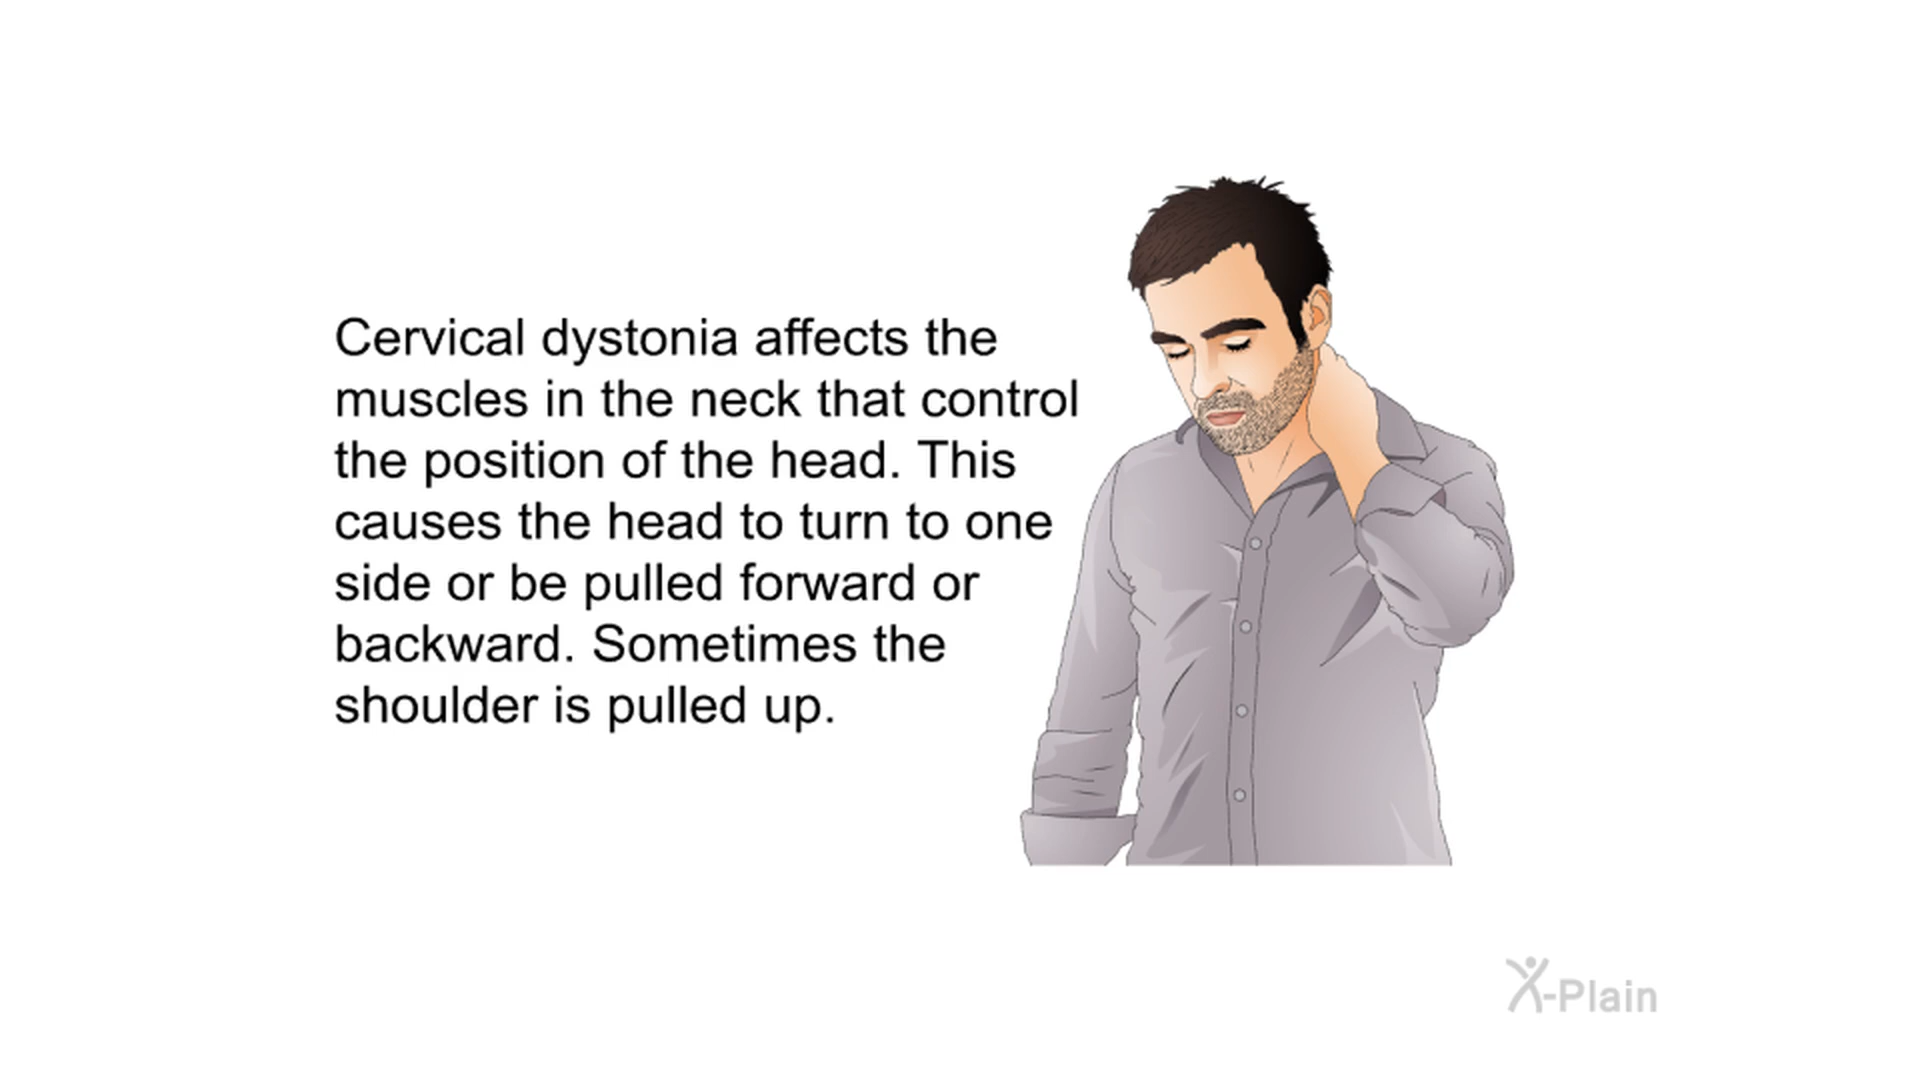 Cervical dystonia affects the
muscles in the neck that control
the position of the head. This
causes the head to turn to one
side or be pulled forward or
backward. Sometimes the
shoulder is pulled up.
X-Plain